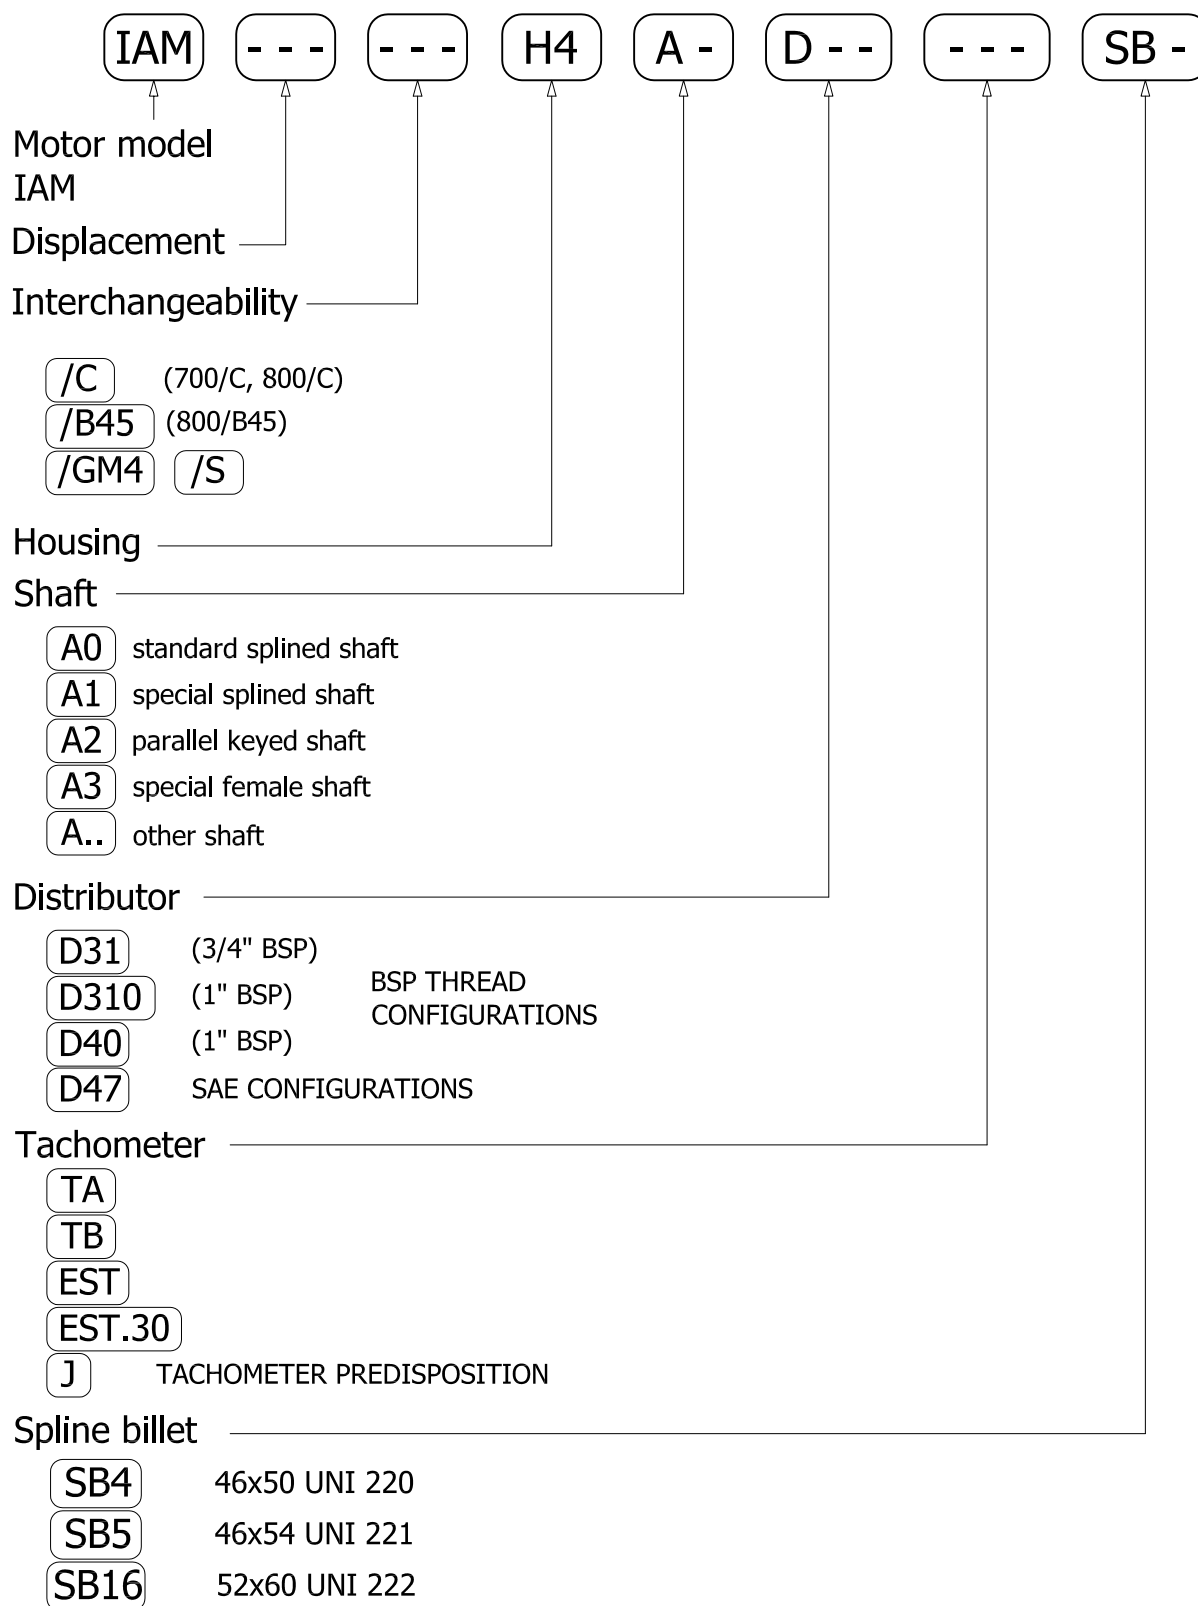 IAM - - - - - - H4 A - D - - - - - SB -
Motor model
IAM
Displacement
Interchangeability
/C (700/C, 800/C)
/B45 (800/B45)
/GM4 /S
Housing
Shaft
A0 standard splined shaft
A1 special splined shaft
A2 parallel keyed shaft
A3 special female shaft
A.. other shaft
Distributor
D31 (3/4" BSP)
D310 (1" BSP)
BSP THREAD
CONFIGURATIONS
D40 (1" BSP)
D47 SAE CONFIGURATIONS
Tachometer
TA
TB
EST
EST.30
J TACHOMETER PREDISPOSITION
Spline billet
SB4 46x50 UNI 220
SB5 46x54 UNI 221
SB16 52x60 UNI 222